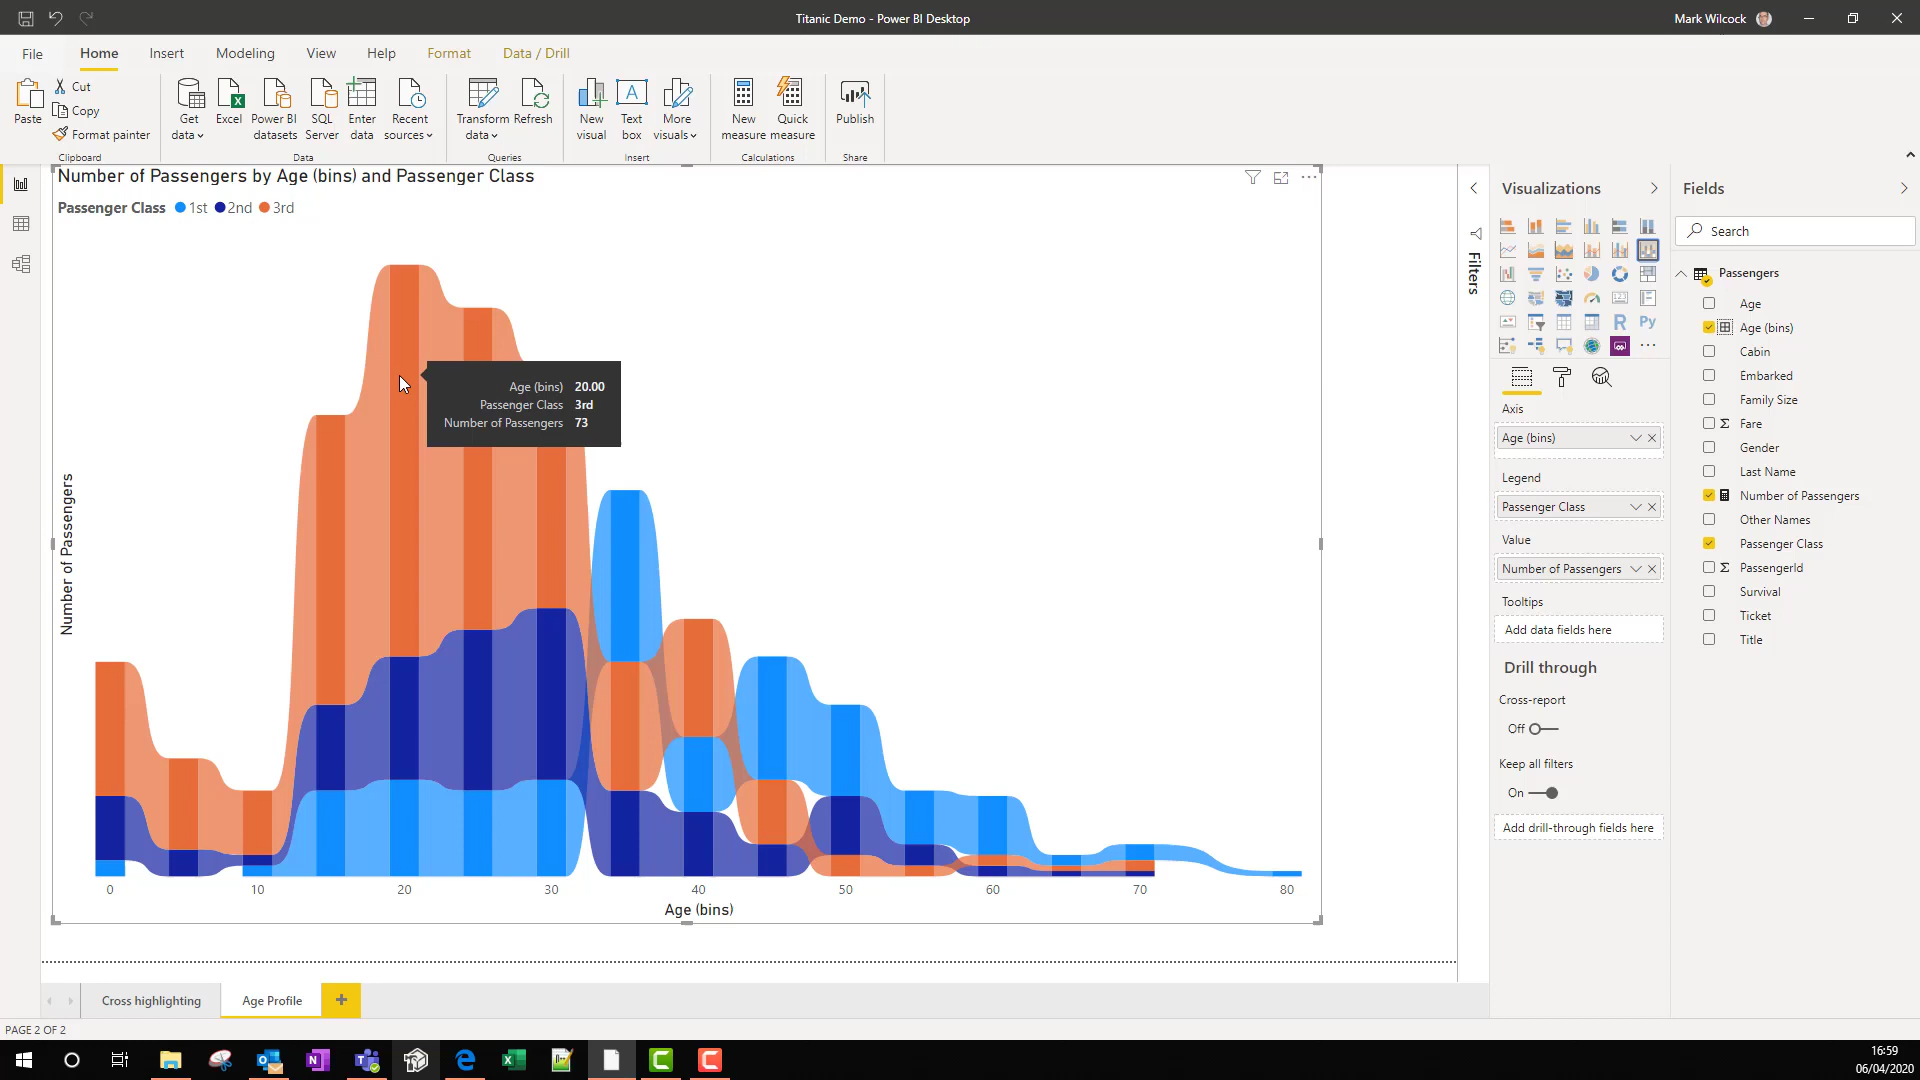 Titanic Demo - Power BI Desktop
Mark Wilcock
File Home Insert Modeling View Help Format Data / Drill
Paste
Cut
Copy
Format painter
Clipboard
Get data
Excel
Power BI datasets
SQL Server
Enter data
Recent sources
Data
Transform data
Refresh
Queries
New visual
Text box
More visuals
Insert
New measure
Quick measure
Calculations
Publish
Share
Number of Passengers by Age (bins) and Passenger Class
Passenger Class 1st 2nd 3rd
Number of Passengers
Age (bins) 20.00
Passenger Class 3rd
Number of Passengers 73
0 10 20 30 40 50 60 70 80
Age (bins)
Filters
Visualizations
R Py
Axis
Age (bins)
Legend
Passenger Class
Value
Number of Passengers
Tooltips
Add data fields here
Drill through
Cross-report
Off
Keep all filters
On
Add drill-through fields here
Fields
Search
Passengers
Age
Age (bins)
Cabin
Embarked
Family Size
Σ Fare
Gender
Last Name
Number of Passengers
Other Names
Passenger Class
Σ PassengerId
Survival
Ticket
Title
Cross highlighting Age Profile +
PAGE 2 OF 2
16:59
06/04/2020